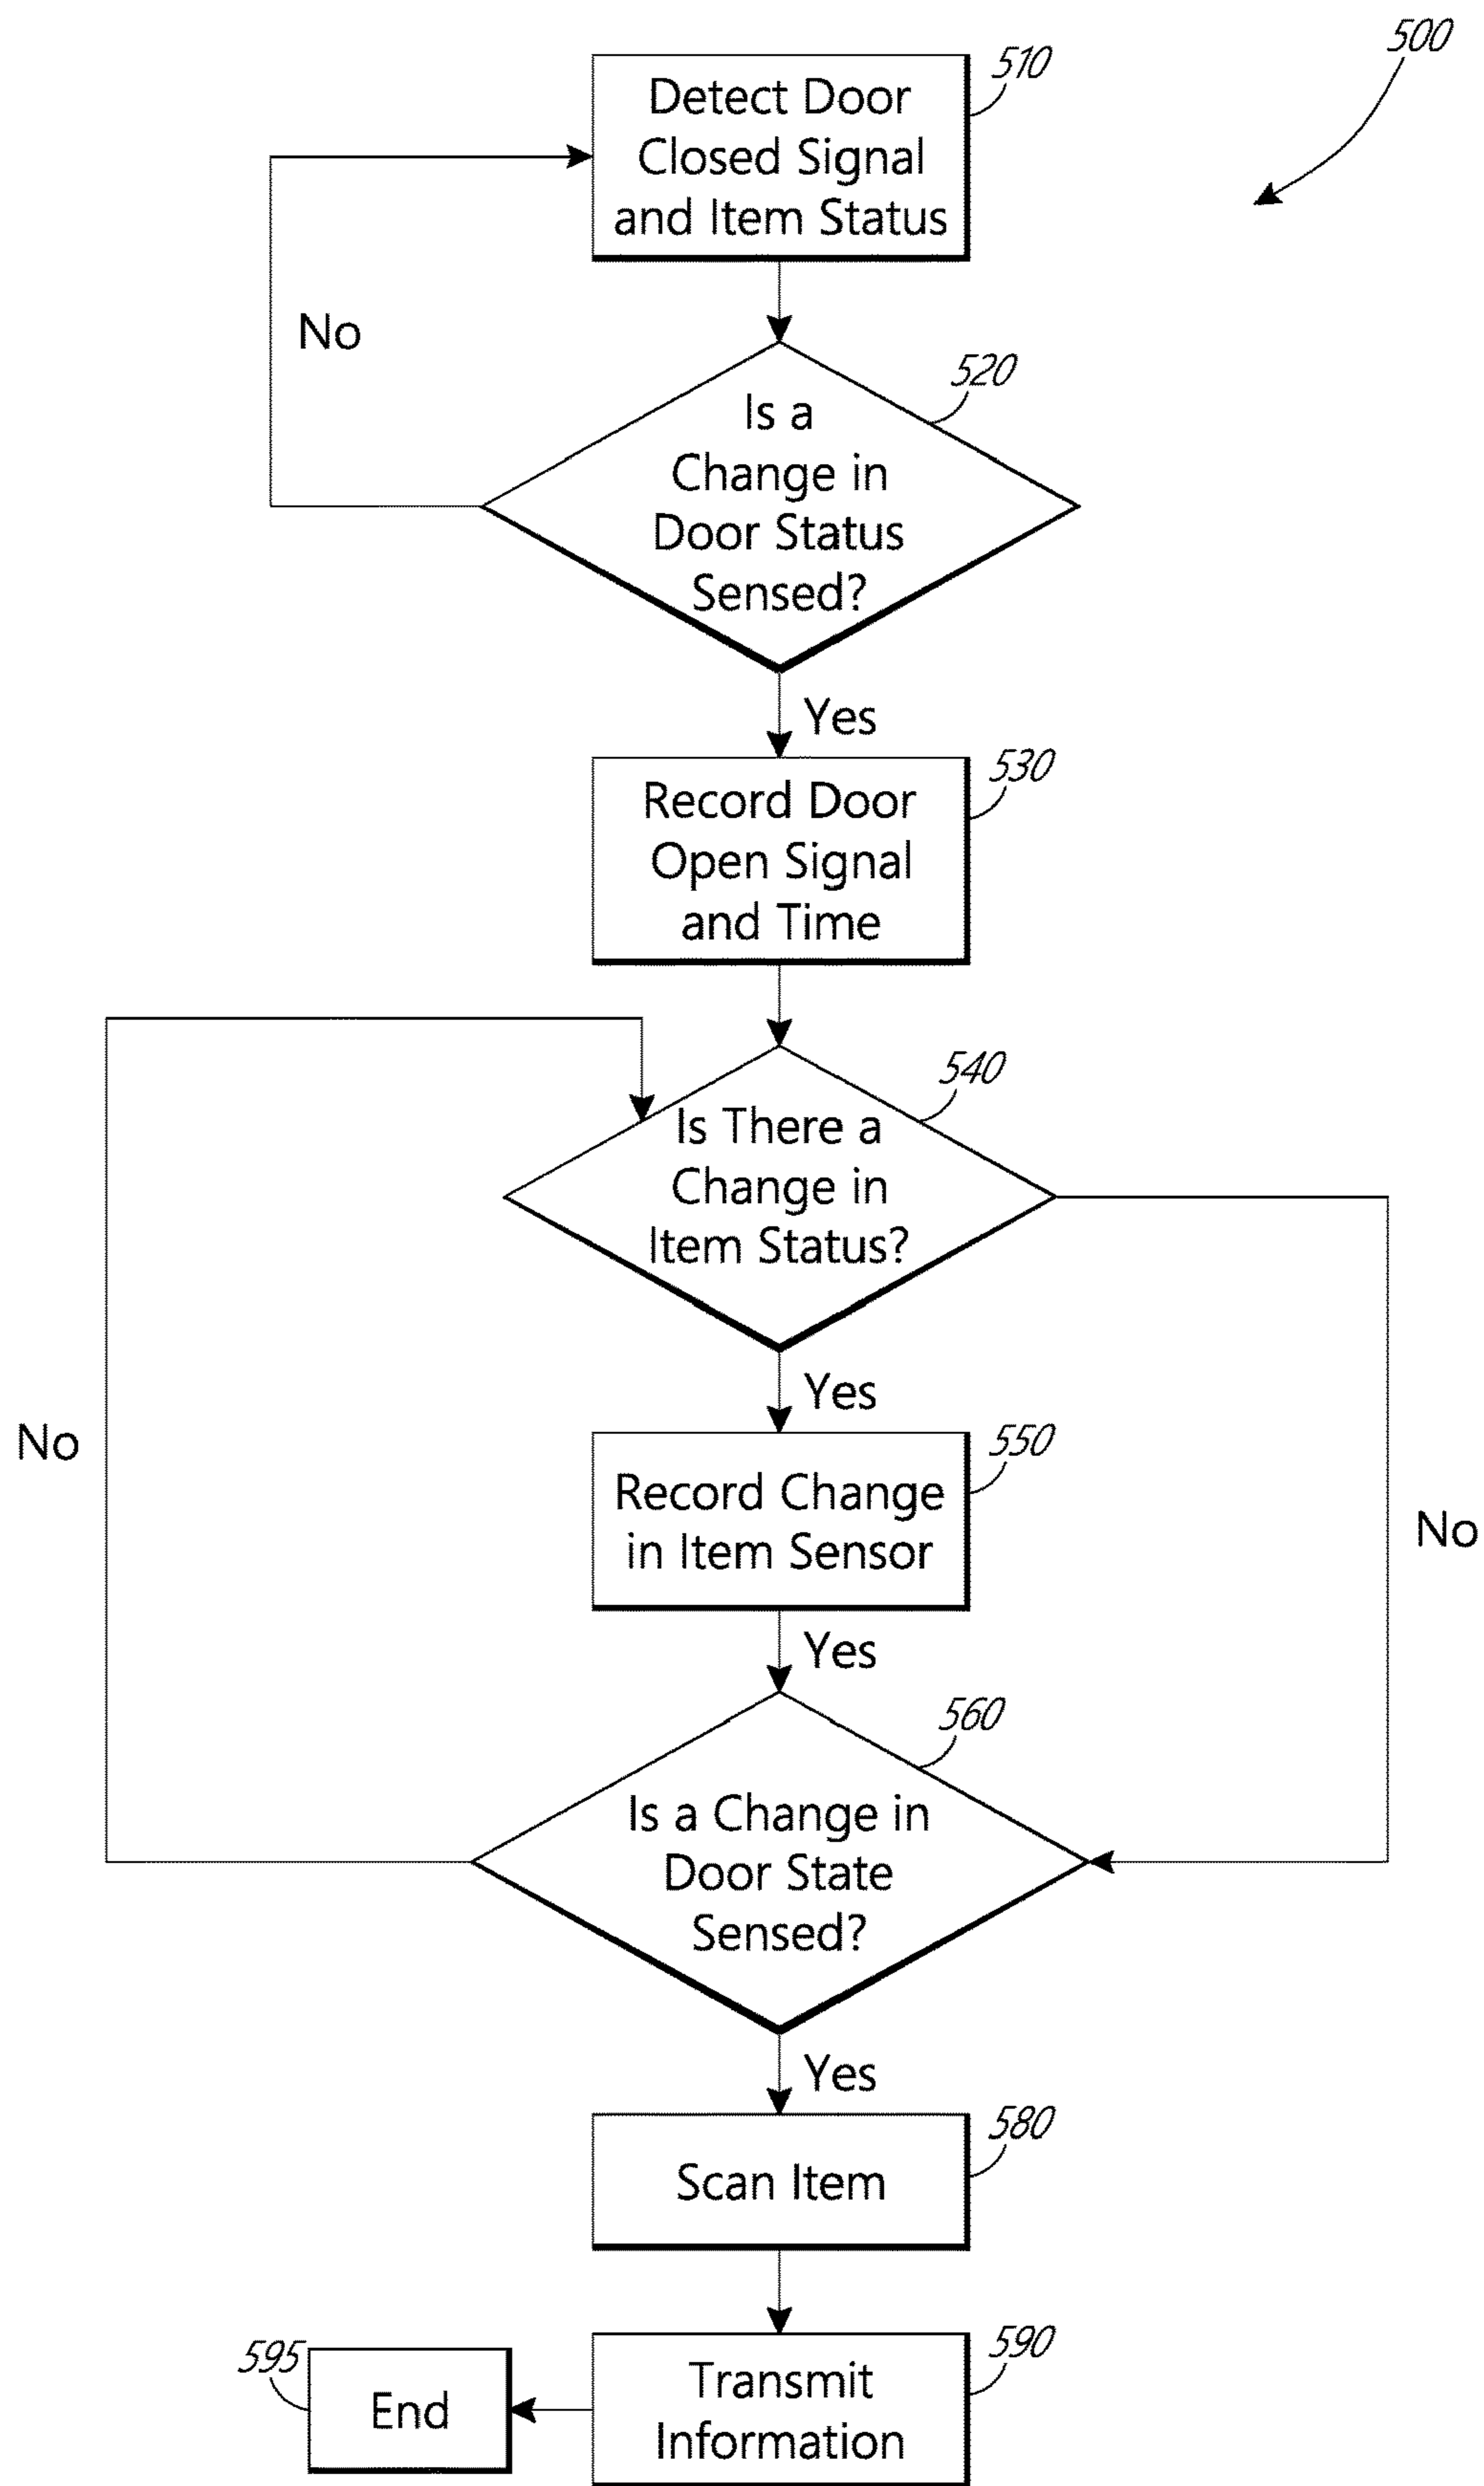 500
510
Detect Door
Closed Signal
and Item Status
No
520
Is a
Change in
Door Status
Sensed?
Yes
530
Record Door
Open Signal
and Time
540
Is There a
Change in
Item Status?
Yes
No
550
Record Change
in Item Sensor
No
Yes
560
Is a Change in
Door State
Sensed?
Yes
580
Scan Item
590
Transmit
Information
595
End